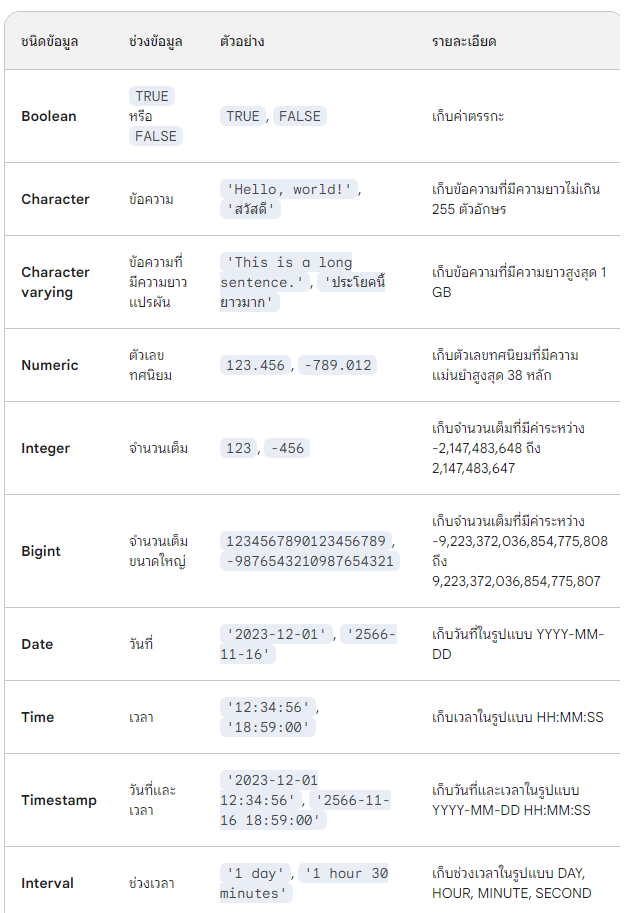 ชนิดข้อมูล ช่วงข้อมูล ตัวอย่าง รายละเอียด
Boolean
TRUE
หรือ
FALSE
TRUE, FALSE
เก็บค่าตรรกะ
Character
ข้อความ
'Hello, world!',
'สวัสดี'
เก็บข้อความที่มีความยาวไม่เกิน
255 ตัวอักษร
Character
varying
ข้อความที่
มีความยาว
แปรผัน
'This is a long
sentence.', 'ประโยคนี้
ยาวมาก'
เก็บข้อความที่มีความยาวสูงสุด 1
GB
Numeric
ตัวเลข
ทศนิยม
123.456, -789.012
เก็บตัวเลขทศนิยมที่มีความ
แม่นยำสูงสุด 38 หลัก
Integer
จำนวนเต็ม
123, -456
เก็บจำนวนเต็มที่มีค่าระหว่าง
-2,147,483,648 ถึง
2,147,483,647
Bigint
จำนวนเต็ม
ขนาดใหญ่
1234567890123456789,
-9876543210987654321
เก็บจำนวนเต็มที่มีค่าระหว่าง
-9,223,372,036,854,775,808
ถึง
9,223,372,036,854,775,807
Date
วันที่
'2023-12-01', '2566-
11-16'
เก็บวันที่ในรูปแบบ YYYY-MM-
DD
Time
เวลา
'12:34:56',
'18:59:00'
เก็บเวลาในรูปแบบ HH:MM:SS
Timestamp
วันที่และ
เวลา
'2023-12-01
12:34:56', '2566-11-
16 18:59:00'
เก็บวันที่และเวลาในรูปแบบ
YYYY-MM-DD HH:MM:SS
Interval
ช่วงเวลา
'1 day', '1 hour 30
minutes'
เก็บช่วงเวลาในรูปแบบ DAY,
HOUR, MINUTE, SECOND